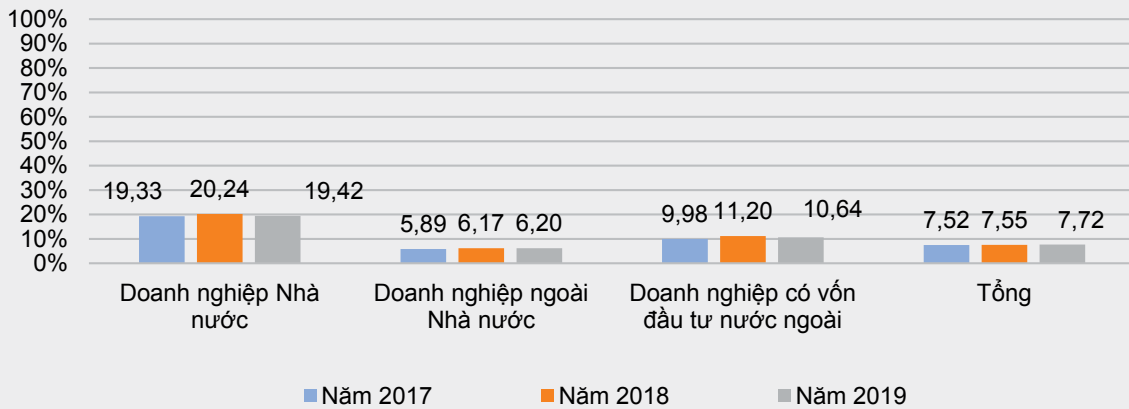 100%
90%
80%
70%
60%
50%
40%
30%
20%
10%
0%
19,33 20,24 19,42
5,89 6,17 6,20
9,98 11,20 10,64
7,52 7,55 7,72
Doanh nghiệp Nhà
nước
Doanh nghiệp ngoài
Nhà nước
Doanh nghiệp có vốn
đầu tư nước ngoài
Tổng
Năm 2017 Năm 2018 Năm 2019